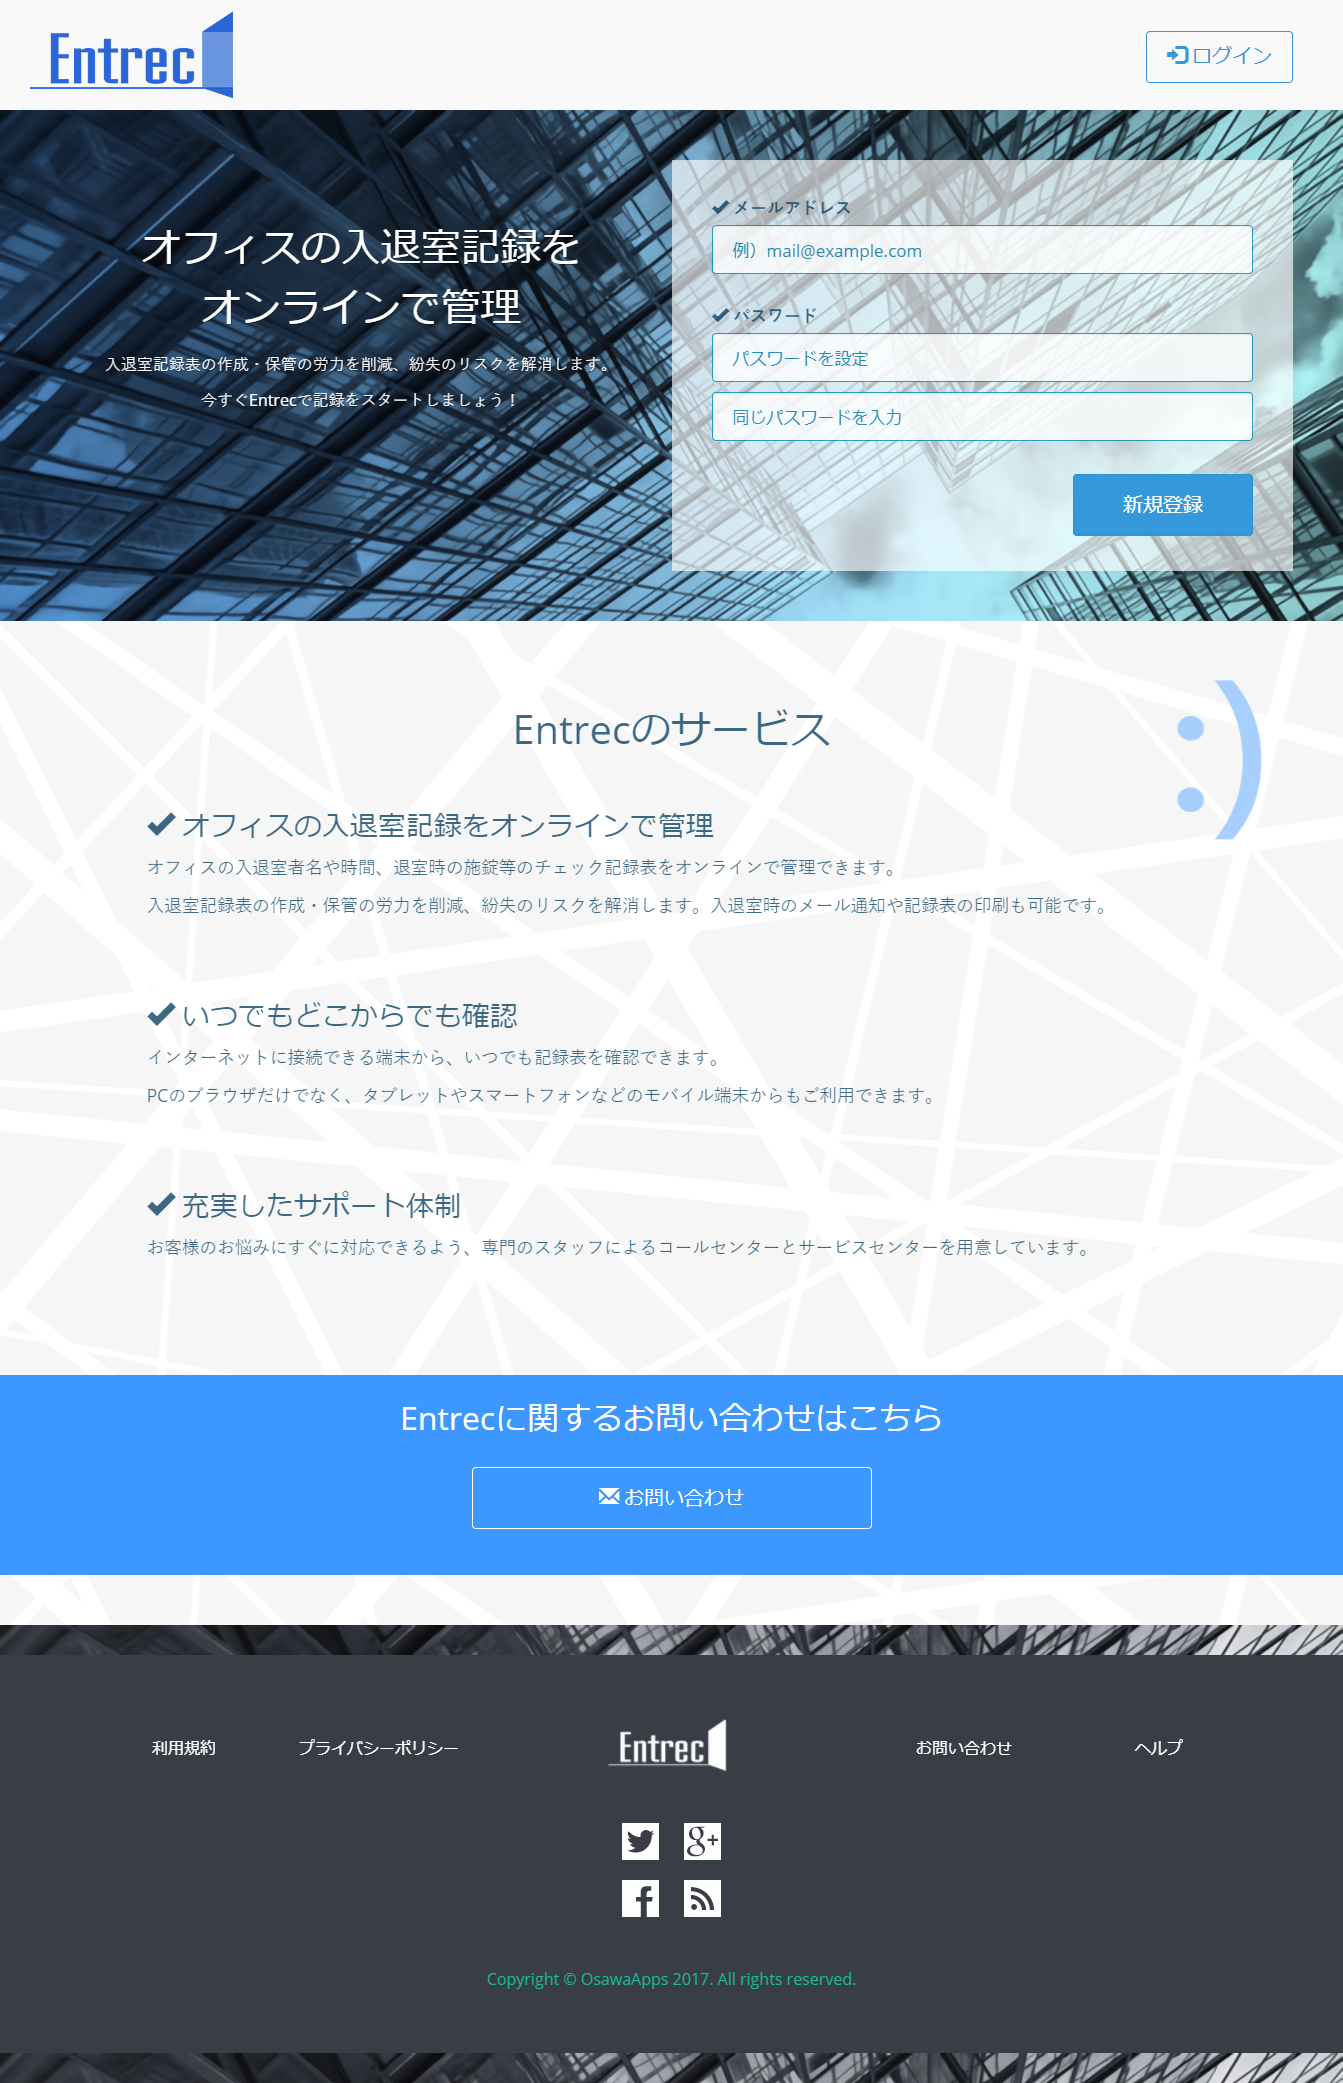 Entrec
ログイン
オフィスの入退室記録を
オンラインで管理
入退室記録表の作成・保管の労力を削減、紛失のリスクを解消します。
今すぐEntrecで記録をスタートしましょう！
メールアドレス
例）mail@example.com
パスワード
パスワードを設定
同じパスワードを入力
新規登録
Entrecのサービス
:)
オフィスの入退室記録をオンラインで管理
オフィスの入退室者名や時間、退室時の施錠等のチェック記録表をオンラインで管理できます。
入退室記録表の作成・保管の労力を削減、紛失のリスクを解消します。入退室時のメール通知や記録表の印刷も可能です。
いつでもどこからでも確認
インターネットに接続できる端末から、いつでも記録表を確認できます。
PCのブラウザだけでなく、タブレットやスマートフォンなどのモバイル端末からもご利用できます。
充実したサポート体制
お客様のお悩みにすぐに対応できるよう、専門のスタッフによるコールセンターとサービスセンターを用意しています。
Entrecに関するお問い合わせはこちら
お問い合わせ
利用規約
プライバシーポリシー
Entrec
お問い合わせ
ヘルプ
Copyright © OsawaApps 2017. All rights reserved.